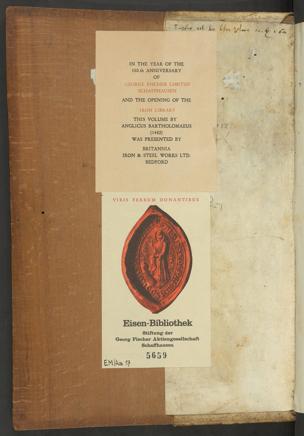 IN THE YEAR OF THE
150.th ANNIVERSARY
OF
GEORGE FISCHER LIMITED
SCHAFFHAUSEN
AND THE OPENING OF THE
IRON LIBRARY
THIS VOLUME BY
ANGLICUS BARTHOLOMAEUS
(1482)
WAS PRESENTED BY
BRITANNIA
IRON & STEEL WORKS LTD.
BEDFORD
VIRIS FERRUM DONANTIBUS
Eisen-Bibliothek
Stiftung der
Georg Fischer Aktiengesellschaft
Schaffhausen
5659